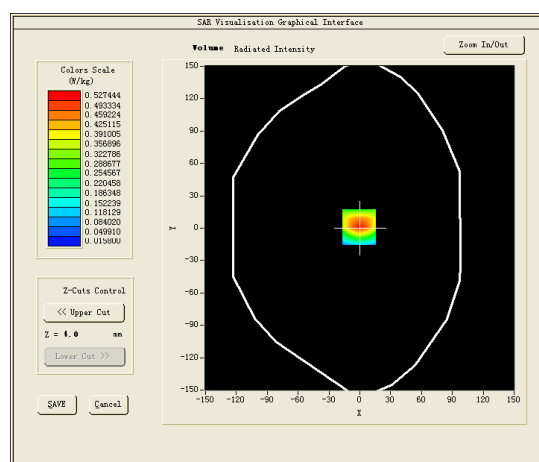 SAR Visualisation Graphical Interface
Volume Radiated Intensity
Zoom In/Out
Colors Scale
(W/kg)
0.527444
0.493334
0.459224
0.425115
0.391005
0.356896
0.322786
0.288677
0.254567
0.220458
0.186348
0.152239
0.118129
0.084020
0.049910
0.015800
150
120
90
60
30
0
-30
-60
-90
-120
-150
Y
-150 -120 -90 -60 -30 0 30 60 90 120 150
X
Z-Cuts Control
<< Upper Cut
Z = 4.0 mm
Lower Cut >>
SAVE Cancel